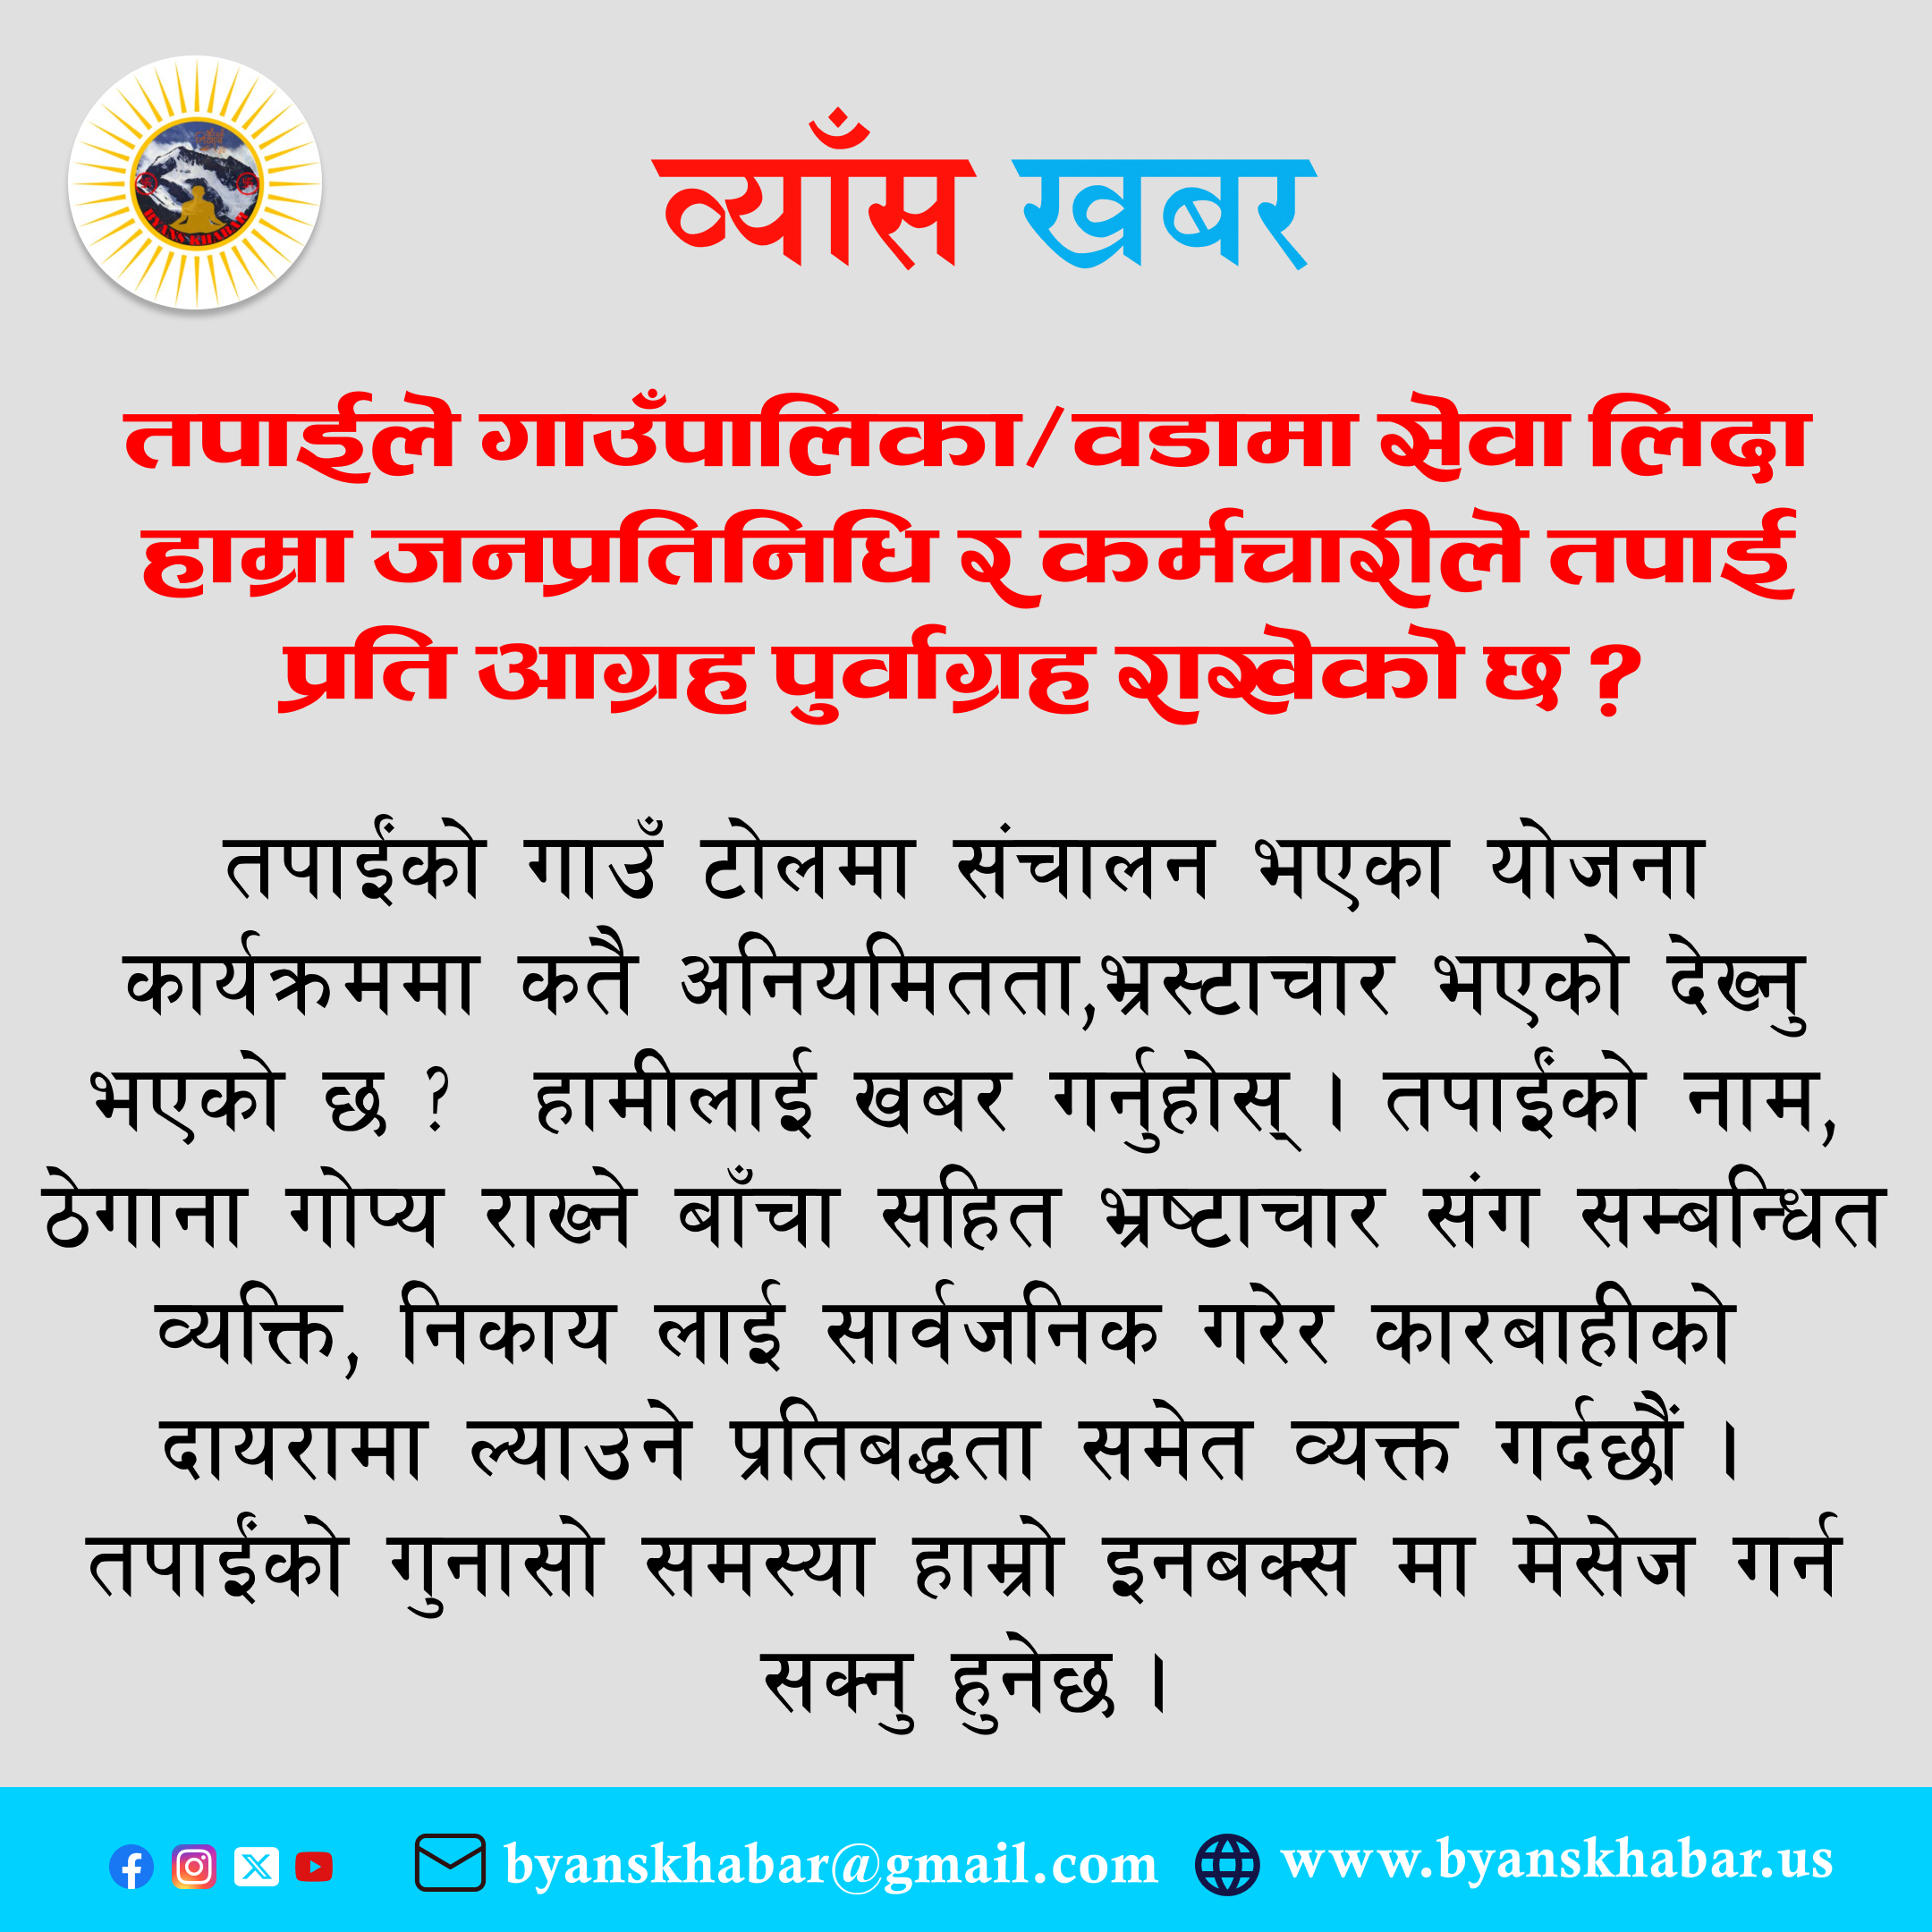 BYANS KHABAR
व्याँस खबर
तपाईले गाउँपालिका/वडामा सेवा लिदा
हाम्रा जनप्रतिनिधि र कर्मचारीले तपाई
प्रति आग्रह पुर्वाग्रह राखेको छ ?
तपाईंको गाउँ टोलमा संचालन भएका योजना
कार्यक्रममा कतै अनियमितता,भ्रस्टाचार भएको देख्नु
भएको छ ? हामीलाई खबर गर्नुहोस् । तपाईंको नाम,
ठेगाना गोप्य राख्ने बाँचा सहित भ्रष्टाचार संग सम्बन्धित
व्यक्ति, निकाय लाई सार्वजनिक गरेर कारबाहीको
दायरामा ल्याउने प्रतिबद्धता समेत व्यक्त गर्दछौं ।
तपाईंको गुनासो समस्या हाम्रो इनबक्स मा मेसेज गर्न
सक्नु हुनेछ ।
byanskhabar@gmail.com www.byanskhabar.us